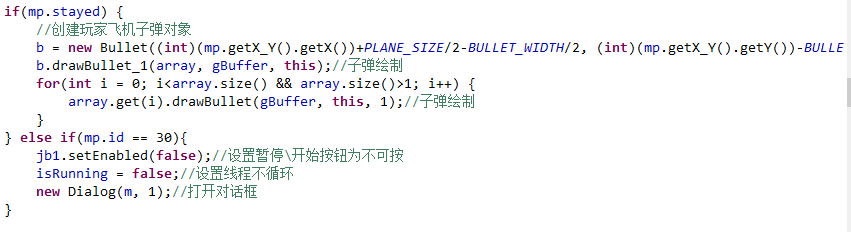 if(mp.stayed) {
//创建玩家飞机子弹对象
b = new Bullet((int)(mp.getX_Y().getX())+PLANE_SIZE/2-BULLET_WIDTH/2, (int)(mp.getX_Y().getY())-BULLE
b.drawBullet_1(array, gBuffer, this);//子弹绘制
for(int i = 0; i<array.size() && array.size()>1; i++) {
array.get(i).drawBullet(gBuffer, this, 1);//子弹绘制
}
} else if(mp.id == 30){
jb1.setEnabled(false);//设置暂停\开始按钮为不可按
isRunning = false;//设置线程不循环
new Dialog(m, 1);//打开对话框
}